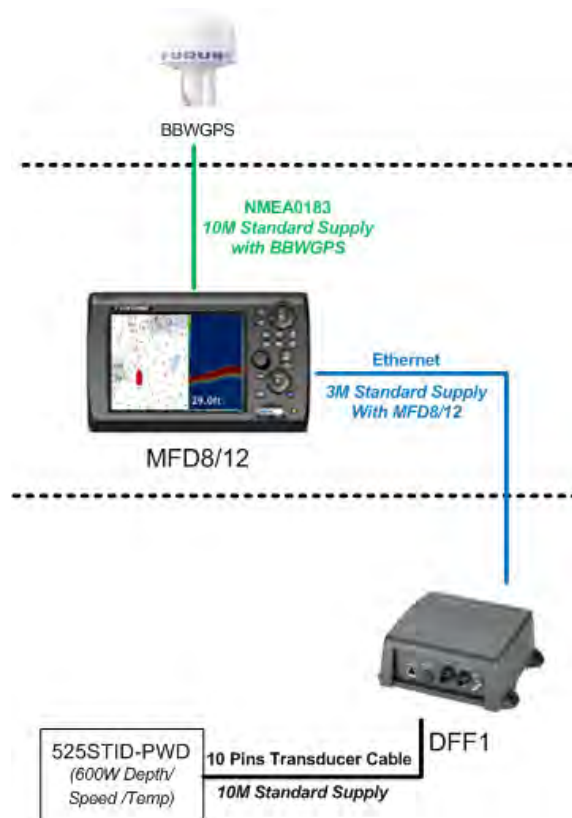 FURUNO
BBWGPS
NMEA0183
10M Standard Supply
with BBWGPS
29.0ft
Ethernet
3M Standard Supply
With MFD8/12
MFD8/12
DFF1
525STID-PWD
(600W Depth/
Speed /Temp)
10 Pins Transducer Cable
10M Standard Supply